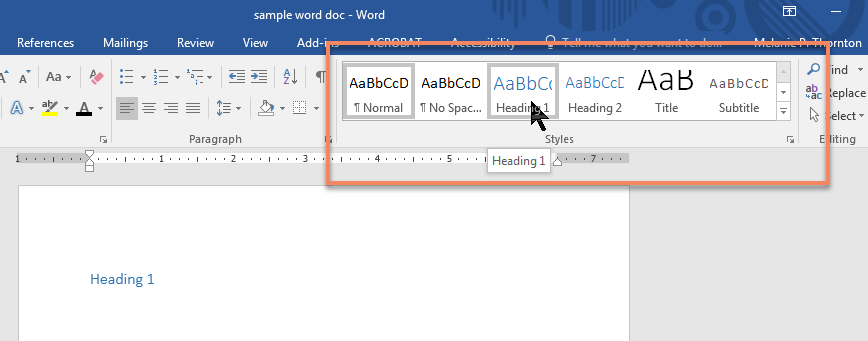 sample word doc - Word
References Mailings Review View Add-ins ACROBAT Accessibility Tell me what you want to do... Melanie P. Thornton
Aa
AaBbCcD AaBbCcD AaBbCc AaBbCcD AaB AaBbCcD
¶ Normal ¶ No Spac... Heading 1 Heading 2 Title Subtitle
Find
Replace
Select
Paragraph Styles Editing
1 1 2 3 4 5 7
Heading 1
Heading 1